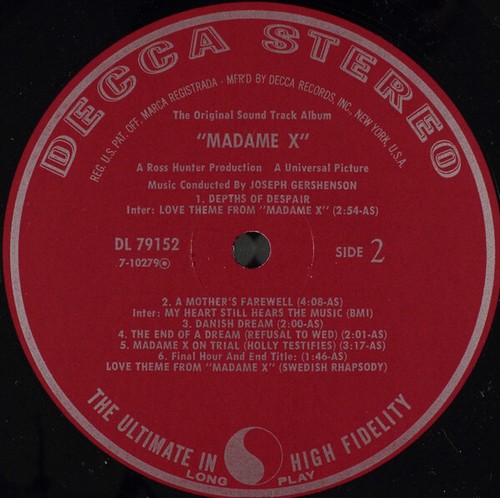 DECCA STEREO
REG. U.S. PAT. OFF. MARCA REGISTRADA - MFR'D BY DECCA RECORDS, INC., NEW YORK, U.S.A.
The Original Sound Track Album
"MADAME X"
A Ross Hunter Production A Universal Picture
Music Conducted By JOSEPH GERSHENSON
1. DEPTHS OF DESPAIR
Inter: LOVE THEME FROM "MADAME X" (2:54-AS)
DL 79152
7-10279
SIDE 2
2. A MOTHER'S FAREWELL (4:08-AS)
Inter: MY HEART STILL HEARS THE MUSIC (BMI)
3. DANISH DREAM (2:00-AS)
4. THE END OF A DREAM (REFUSAL TO WED) (2:01-AS)
5. MADAME X ON TRIAL (HOLLY TESTIFIES) (3:17-AS)
6. Final Hour And End Title: (1:46-AS)
LOVE THEME FROM "MADAME X" (SWEDISH RHAPSODY)
THE ULTIMATE IN HIGH FIDELITY
LONG PLAY